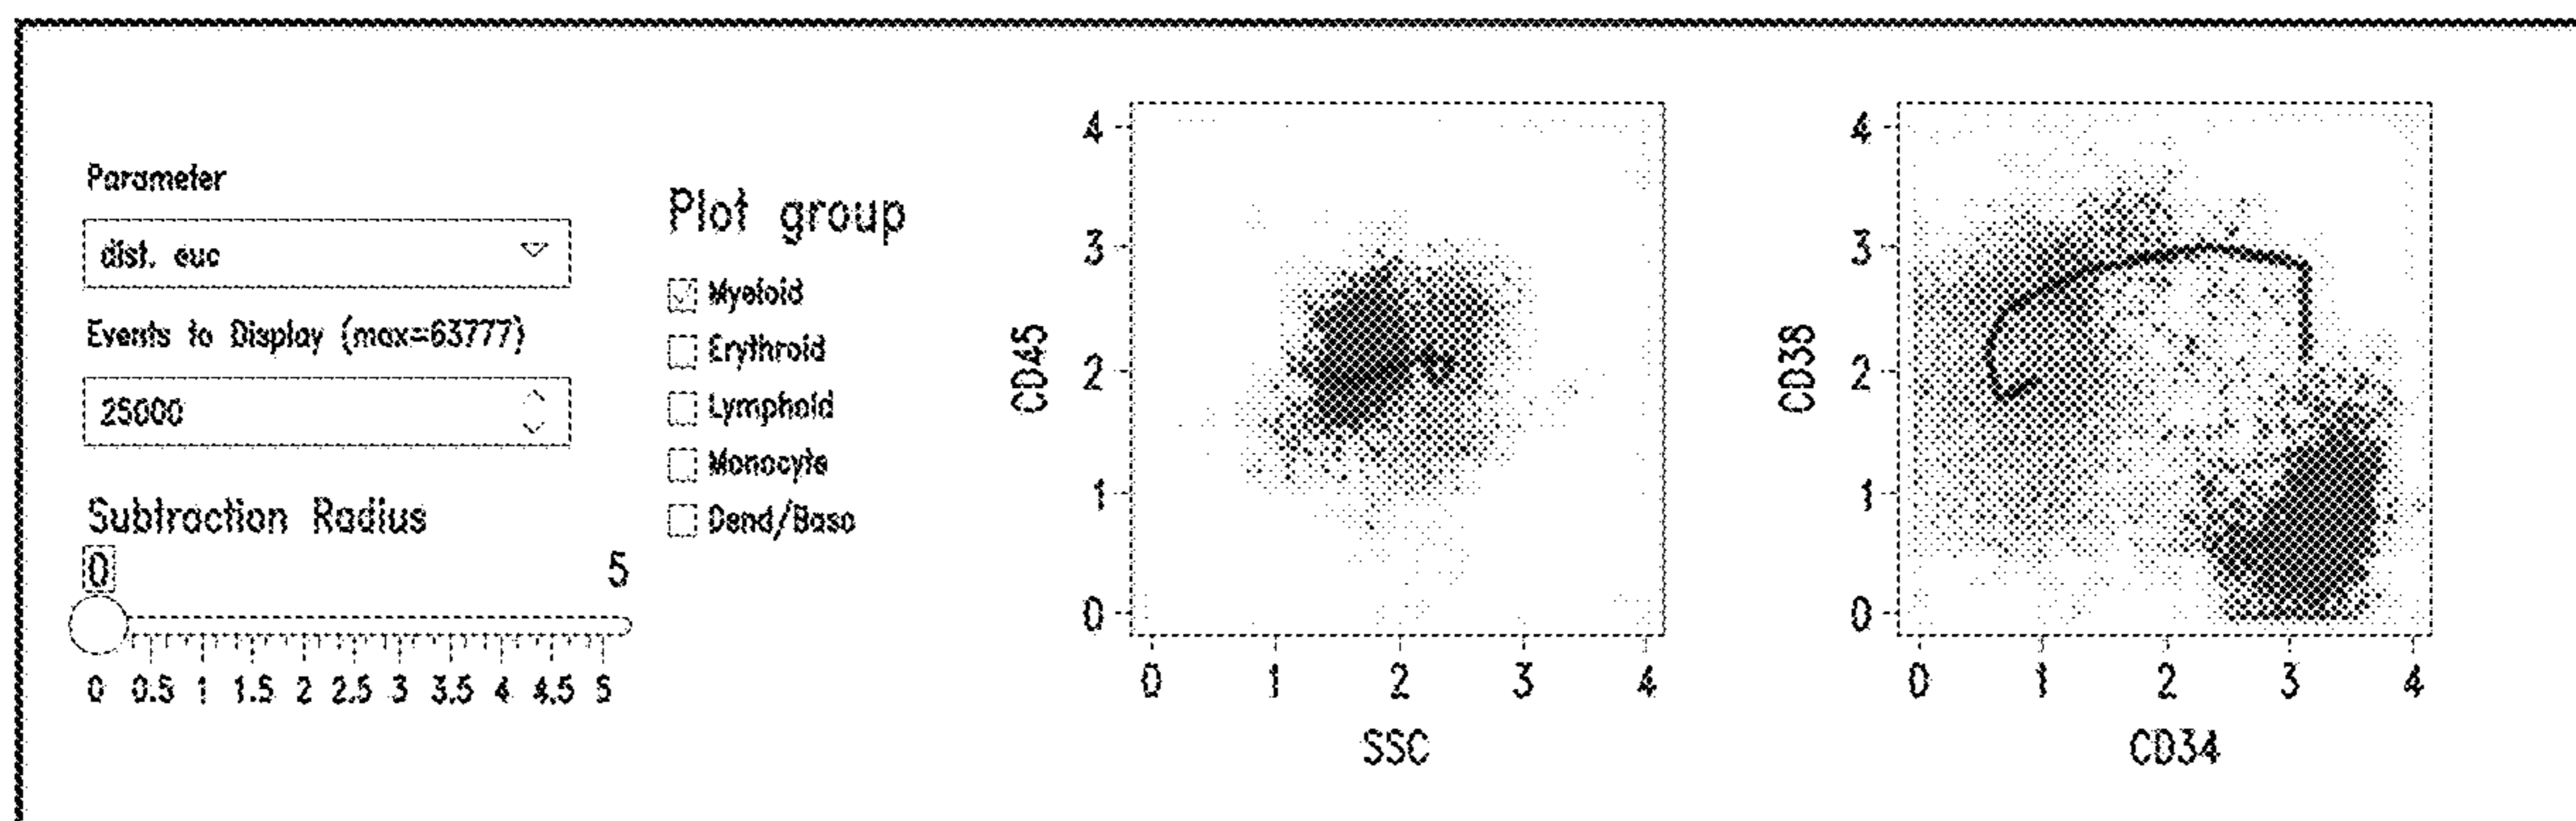 Parameter
dist. euc
Events to Display (max=63777)
25000
Subtraction Radius
0 5
0 0.5 1 1.5 2 2.5 3 3.5 4 4.5 5
Plot group
Myeloid
Erythroid
Lymphoid
Monocyte
Dend/Baso
CD45
4
3
2
1
0
0 1 2 3 4
SSC
CD38
4
3
2
1
0
0 1 2 3 4
CD34